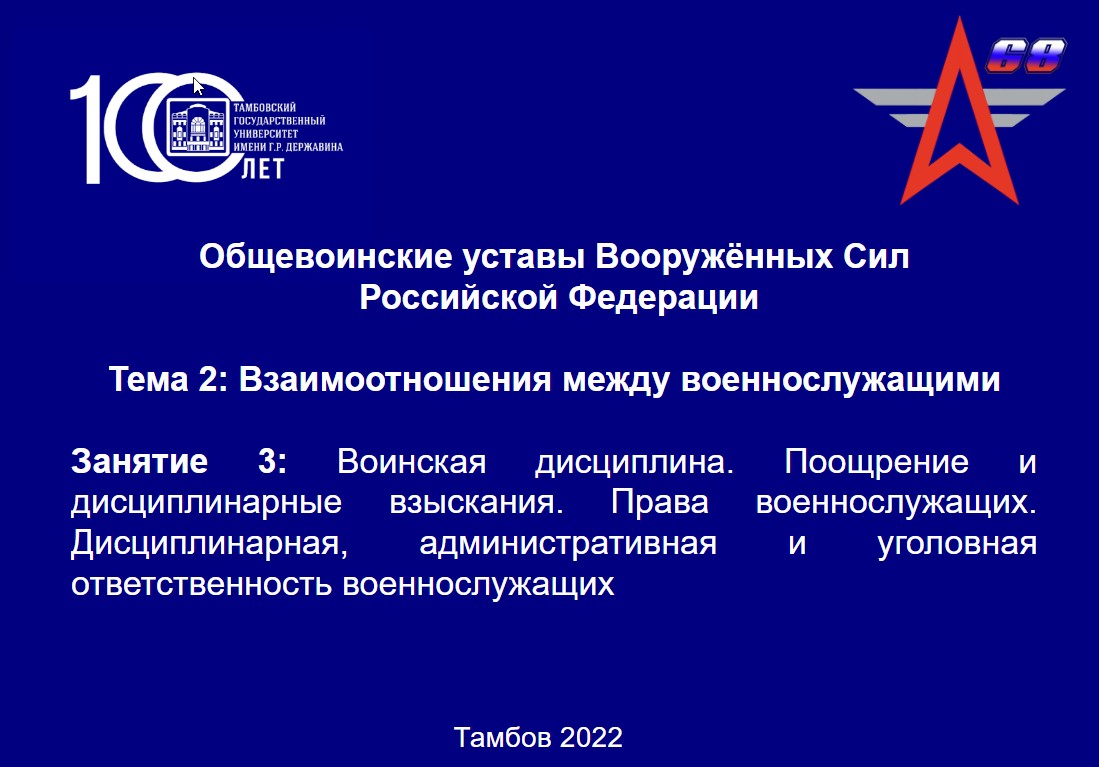 100
ТАМБОВСКИЙ
ГОСУДАРСТВЕННЫЙ
УНИВЕРСИТЕТ
ИМЕНИ Г.Р. ДЕРЖАВИНА
ЛЕТ
68
Общевоинские уставы Вооружённых Сил
Российской Федерации
Тема 2: Взаимоотношения между военнослужащими
Занятие 3: Воинская дисциплина. Поощрение и
дисциплинарные взыскания. Права военнослужащих.
Дисциплинарная, административная и уголовная
ответственность военнослужащих
Тамбов 2022